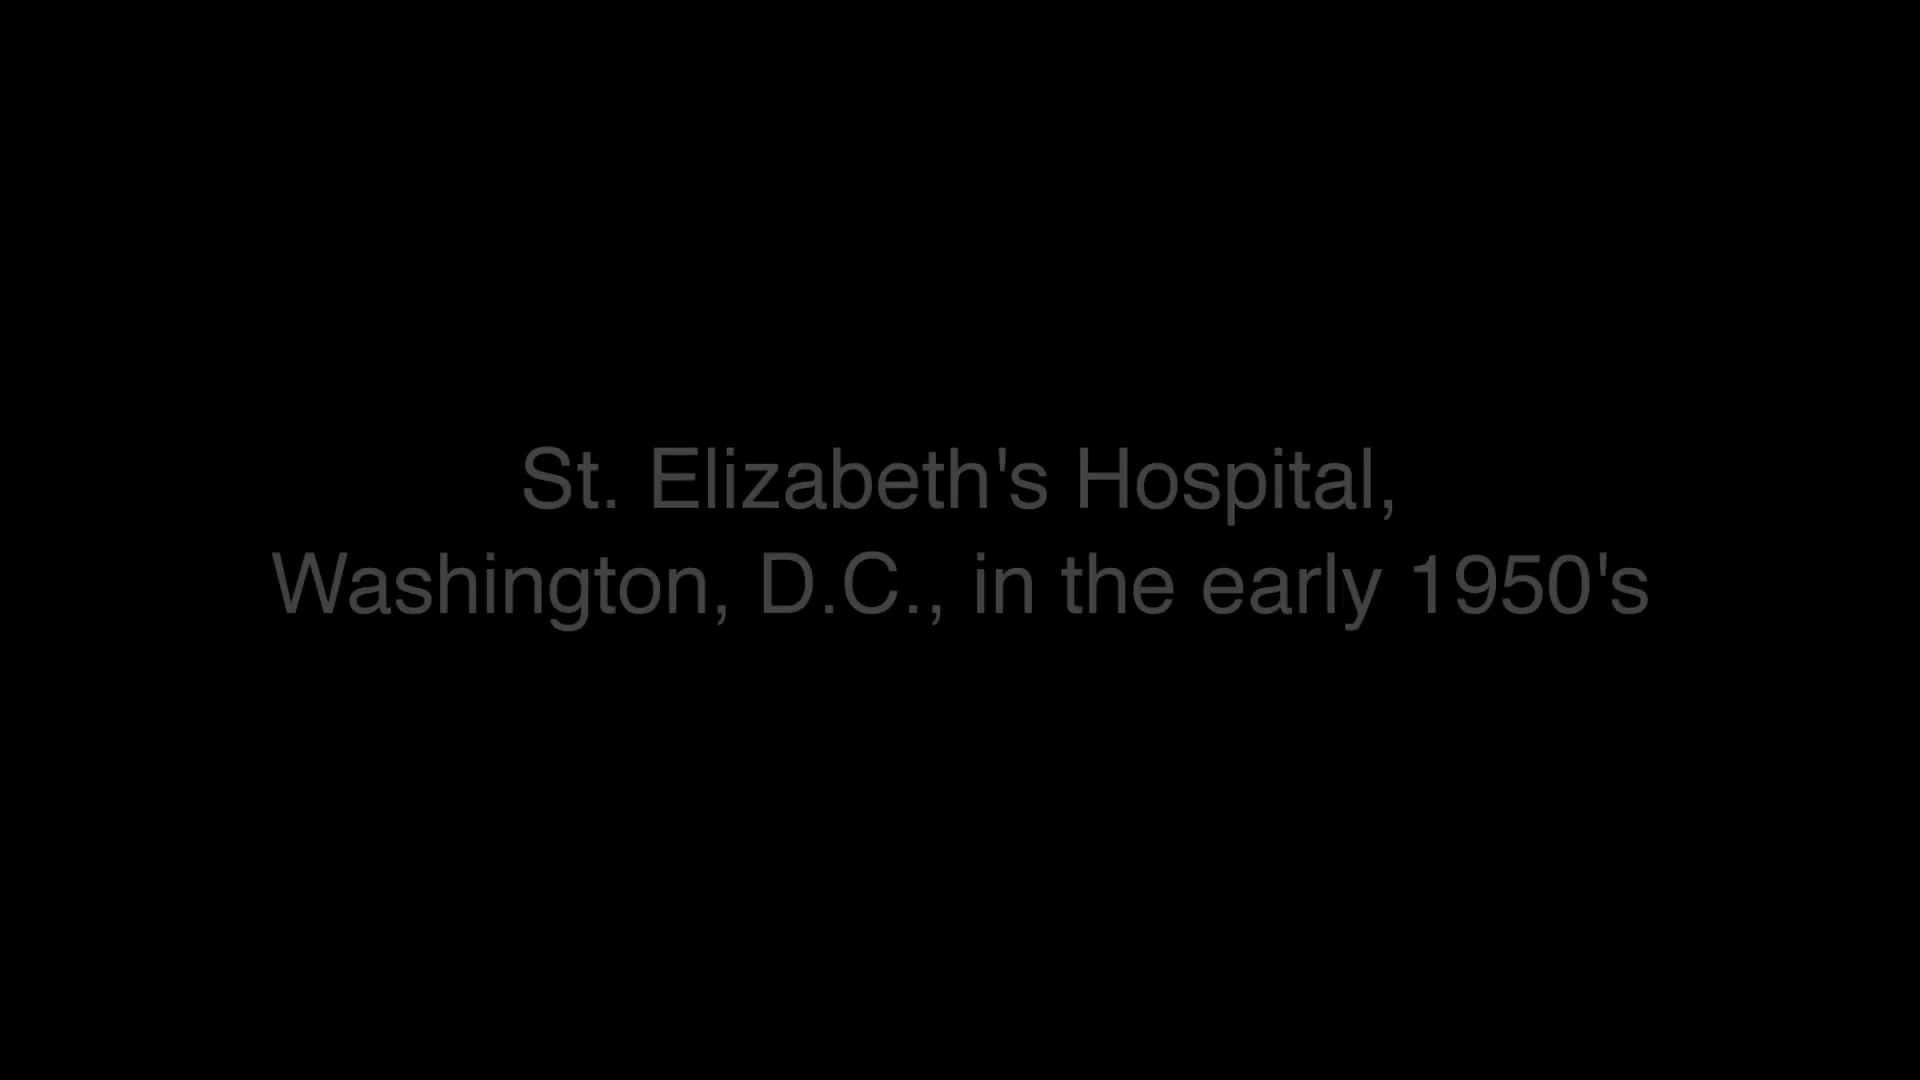 St. Elizabeth's Hospital,
Washington, D.C., in the early 1950's